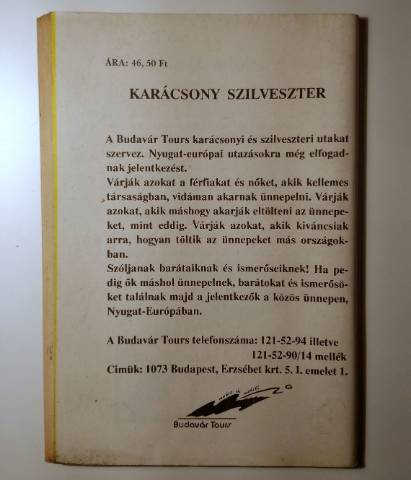 ÁRA: 46, 50 Ft
KARÁCSONY SZILVESZTER
A Budavár Tours karácsonyi és szilveszteri utakat
szervez. Nyugat-európai utazásokra még elfogad-
nak jelentkezést.
Várják azokat a férfiakat és nőket, akik kellemes
társaságban, vidáman akarnak ünnepelni. Várják
azokat, akik máshogy akarják eltölteni az ünnepe-
ket, mint eddig. Várják azokat, akik kiváncsiak
arra, hogyan töltik az ünnepeket más országok-
ban.
Szóljanak barátaiknak és ismerőseiknek! Ha pe-
dig ők máshol ünnepelnek, barátokat és ismerősö-
ket találnak majd a jelentkezők a közös ünnepen,
Nyugat-Európában.
A Budavár Tours telefonszáma: 121-52-94 illetve
121-52-90/14 mellék
Cimük: 1073 Budapest, Erzsébet krt. 5. I. emelet 1.
Budavár Tours